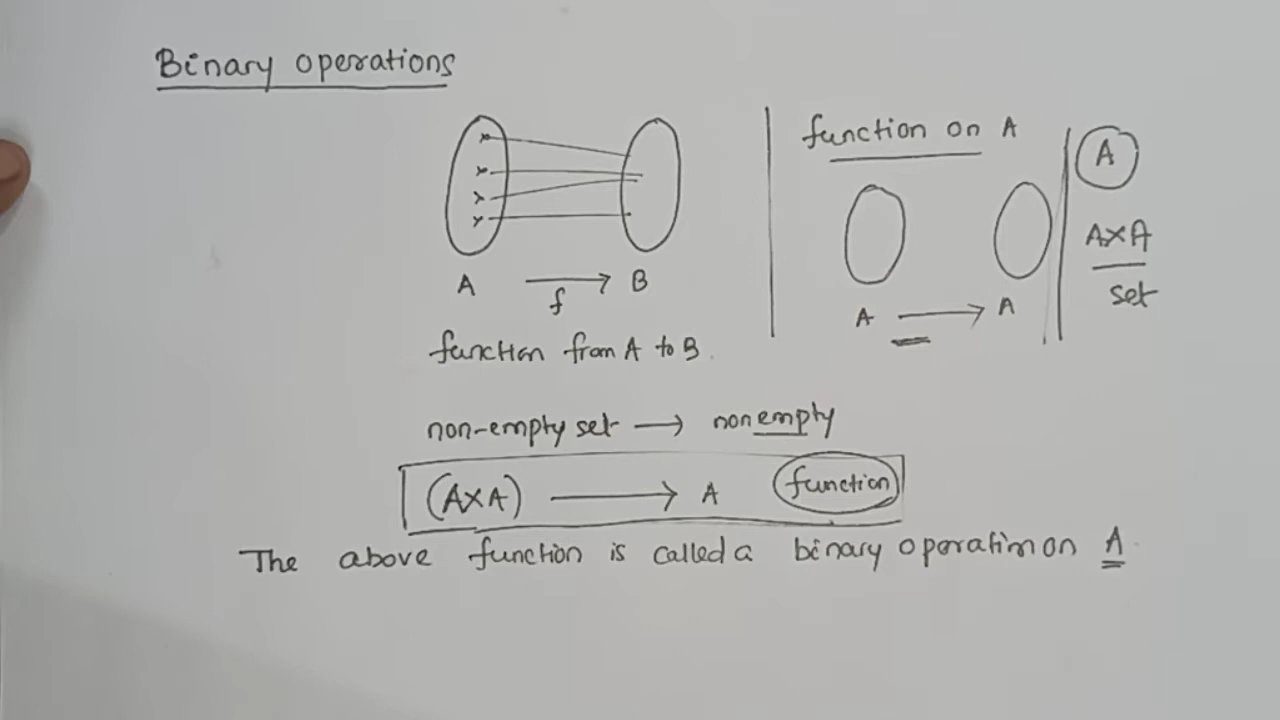 Binary operations
function on A
A
A×A
set
A → B
f
A → A
function from A to B.
non-empty set → nonempty
(A×A) → A function
The above function is called a binary operation on A.